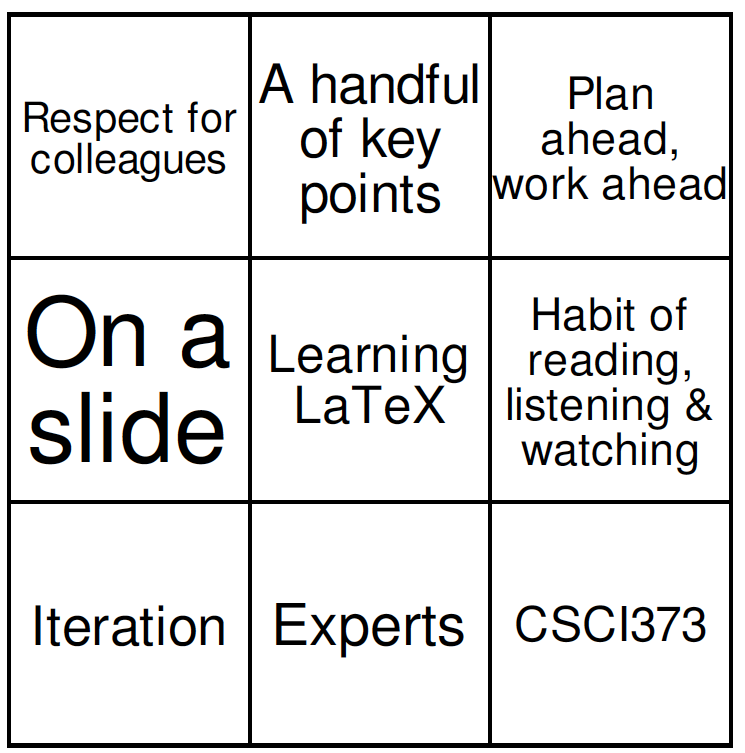 Respect for
colleagues
A handful
of key
points
Plan
ahead,
work ahead
On a
slide
Learning
LaTeX
Habit of
reading,
listening &
watching
Iteration
Experts
CSCI373